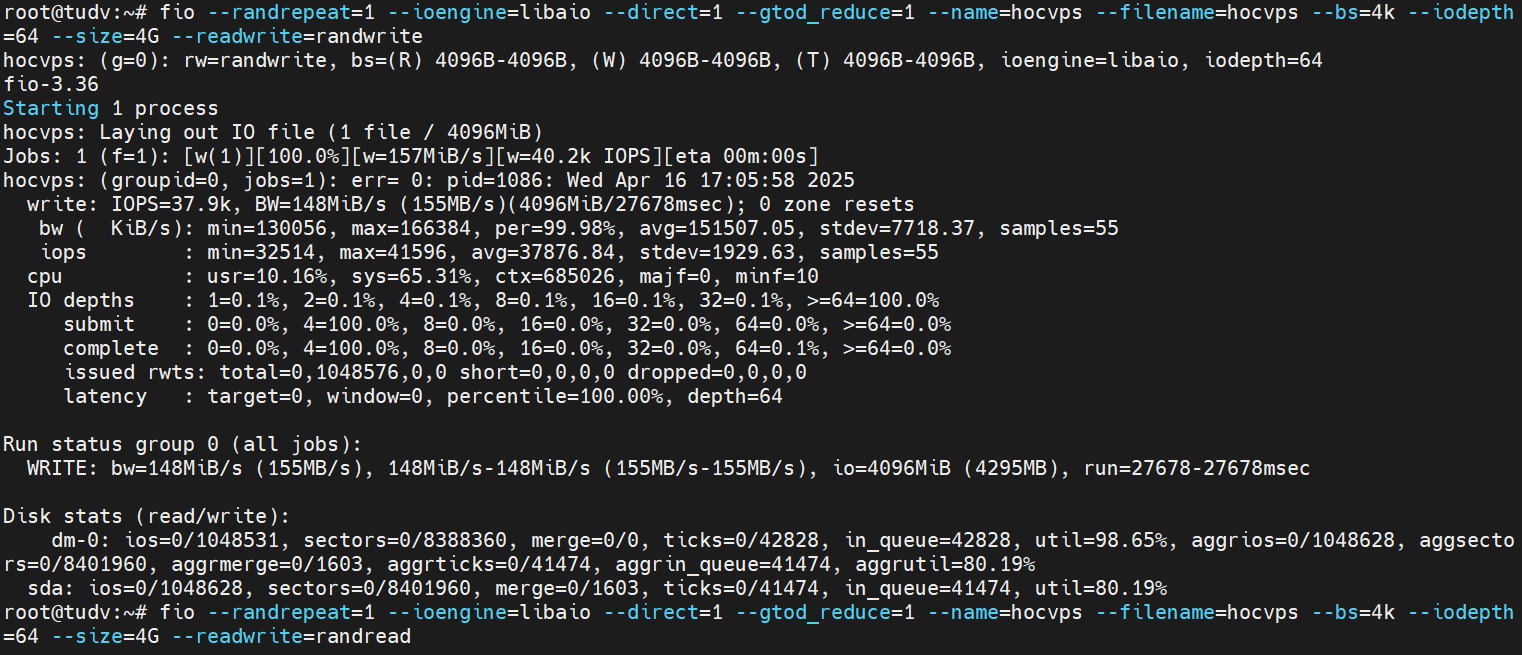 root@tudv:~# fio --randrepeat=1 --ioengine=libaio --direct=1 --gtod_reduce=1 --name=hocvps --filename=hocvps --bs=4k --iodepth
=64 --size=4G --readwrite=randwrite
hocvps: (g=0): rw=randwrite, bs=(R) 4096B-4096B, (W) 4096B-4096B, (T) 4096B-4096B, ioengine=libaio, iodepth=64
fio-3.36
Starting 1 process
hocvps: Laying out IO file (1 file / 4096MiB)
Jobs: 1 (f=1): [w(1)][100.0%][w=157MiB/s][w=40.2k IOPS][eta 00m:00s]
hocvps: (groupid=0, jobs=1): err= 0: pid=1086: Wed Apr 16 17:05:58 2025
  write: IOPS=37.9k, BW=148MiB/s (155MB/s)(4096MiB/27678msec); 0 zone resets
   bw (  KiB/s): min=130056, max=166384, per=99.98%, avg=151507.05, stdev=7718.37, samples=55
   iops        : min=32514, max=41596, avg=37876.84, stdev=1929.63, samples=55
  cpu          : usr=10.16%, sys=65.31%, ctx=685026, majf=0, minf=10
  IO depths    : 1=0.1%, 2=0.1%, 4=0.1%, 8=0.1%, 16=0.1%, 32=0.1%, >=64=100.0%
     submit    : 0=0.0%, 4=100.0%, 8=0.0%, 16=0.0%, 32=0.0%, 64=0.0%, >=64=0.0%
     complete  : 0=0.0%, 4=100.0%, 8=0.0%, 16=0.0%, 32=0.0%, 64=0.1%, >=64=0.0%
     issued rwts: total=0,1048576,0,0 short=0,0,0,0 dropped=0,0,0,0
     latency   : target=0, window=0, percentile=100.00%, depth=64

Run status group 0 (all jobs):
  WRITE: bw=148MiB/s (155MB/s), 148MiB/s-148MiB/s (155MB/s-155MB/s), io=4096MiB (4295MB), run=27678-27678msec

Disk stats (read/write):
    dm-0: ios=0/1048531, sectors=0/8388360, merge=0/0, ticks=0/42828, in_queue=42828, util=98.65%, aggrios=0/1048628, aggsecto
rs=0/8401960, aggrmerge=0/1603, aggrticks=0/41474, aggrin_queue=41474, aggrutil=80.19%
  sda: ios=0/1048628, sectors=0/8401960, merge=0/1603, ticks=0/41474, in_queue=41474, util=80.19%
root@tudv:~# fio --randrepeat=1 --ioengine=libaio --direct=1 --gtod_reduce=1 --name=hocvps --filename=hocvps --bs=4k --iodepth
=64 --size=4G --readwrite=randread